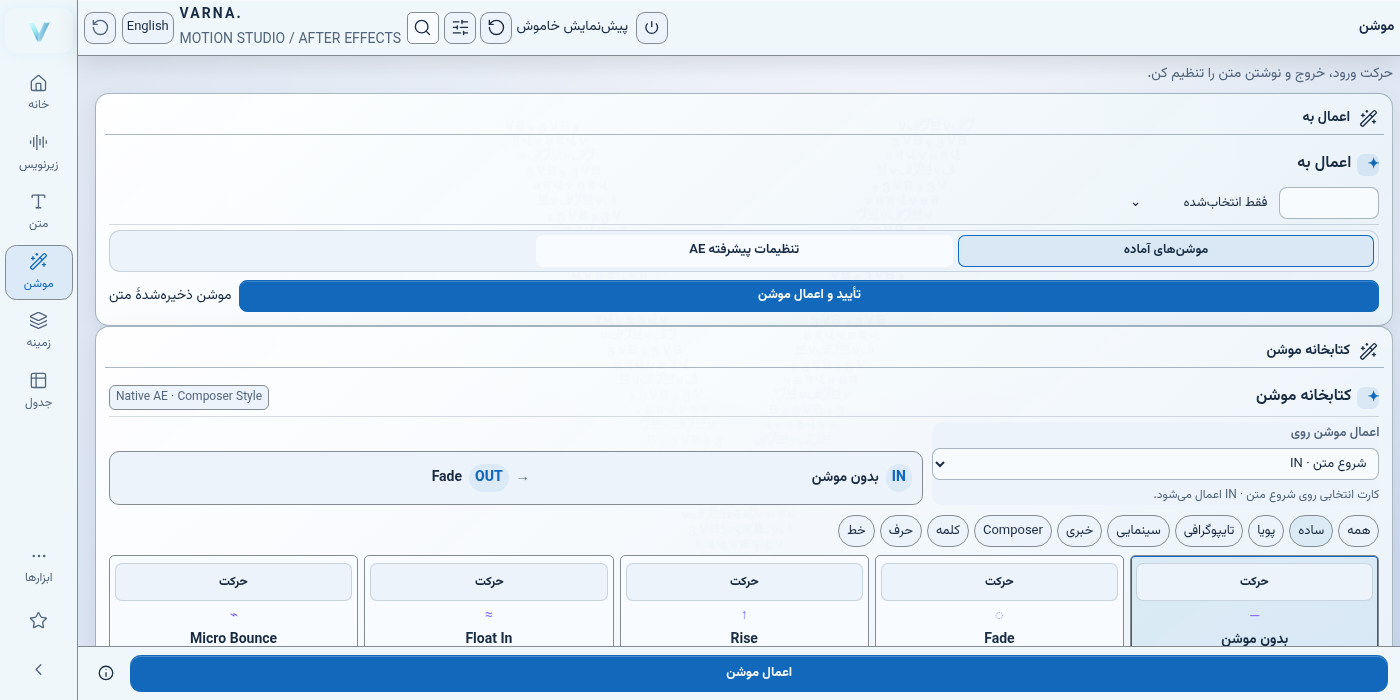 موشن
پیش‌نمایش خاموش
VARNA.
MOTION STUDIO / AFTER EFFECTS
English
خانه
زیرنویس
متن
موشن
زمینه
جدول
ابزارها
حرکت ورود، خروج و نوشتن متن را تنظیم کن.
اعمال به
اعمال به
فقط انتخاب‌شده
موشن‌های آماده
تنظیمات پیشرفته AE
تأیید و اعمال موشن
موشن ذخیره‌شدهٔ متن
کتابخانه موشن
کتابخانه موشن
Native AE · Composer Style
اعمال موشن روی
شروع متن · IN
کارت انتخابی روی شروع متن · IN اعمال می‌شود.
IN بدون موشن → OUT Fade
همه
ساده
پویا
تایپوگرافی
سینمایی
خبری
Composer
کلمه
حرف
خط
حرکت
بدون موشن
حرکت
Fade
حرکت
Rise
حرکت
Float In
حرکت
Micro Bounce
اعمال موشن